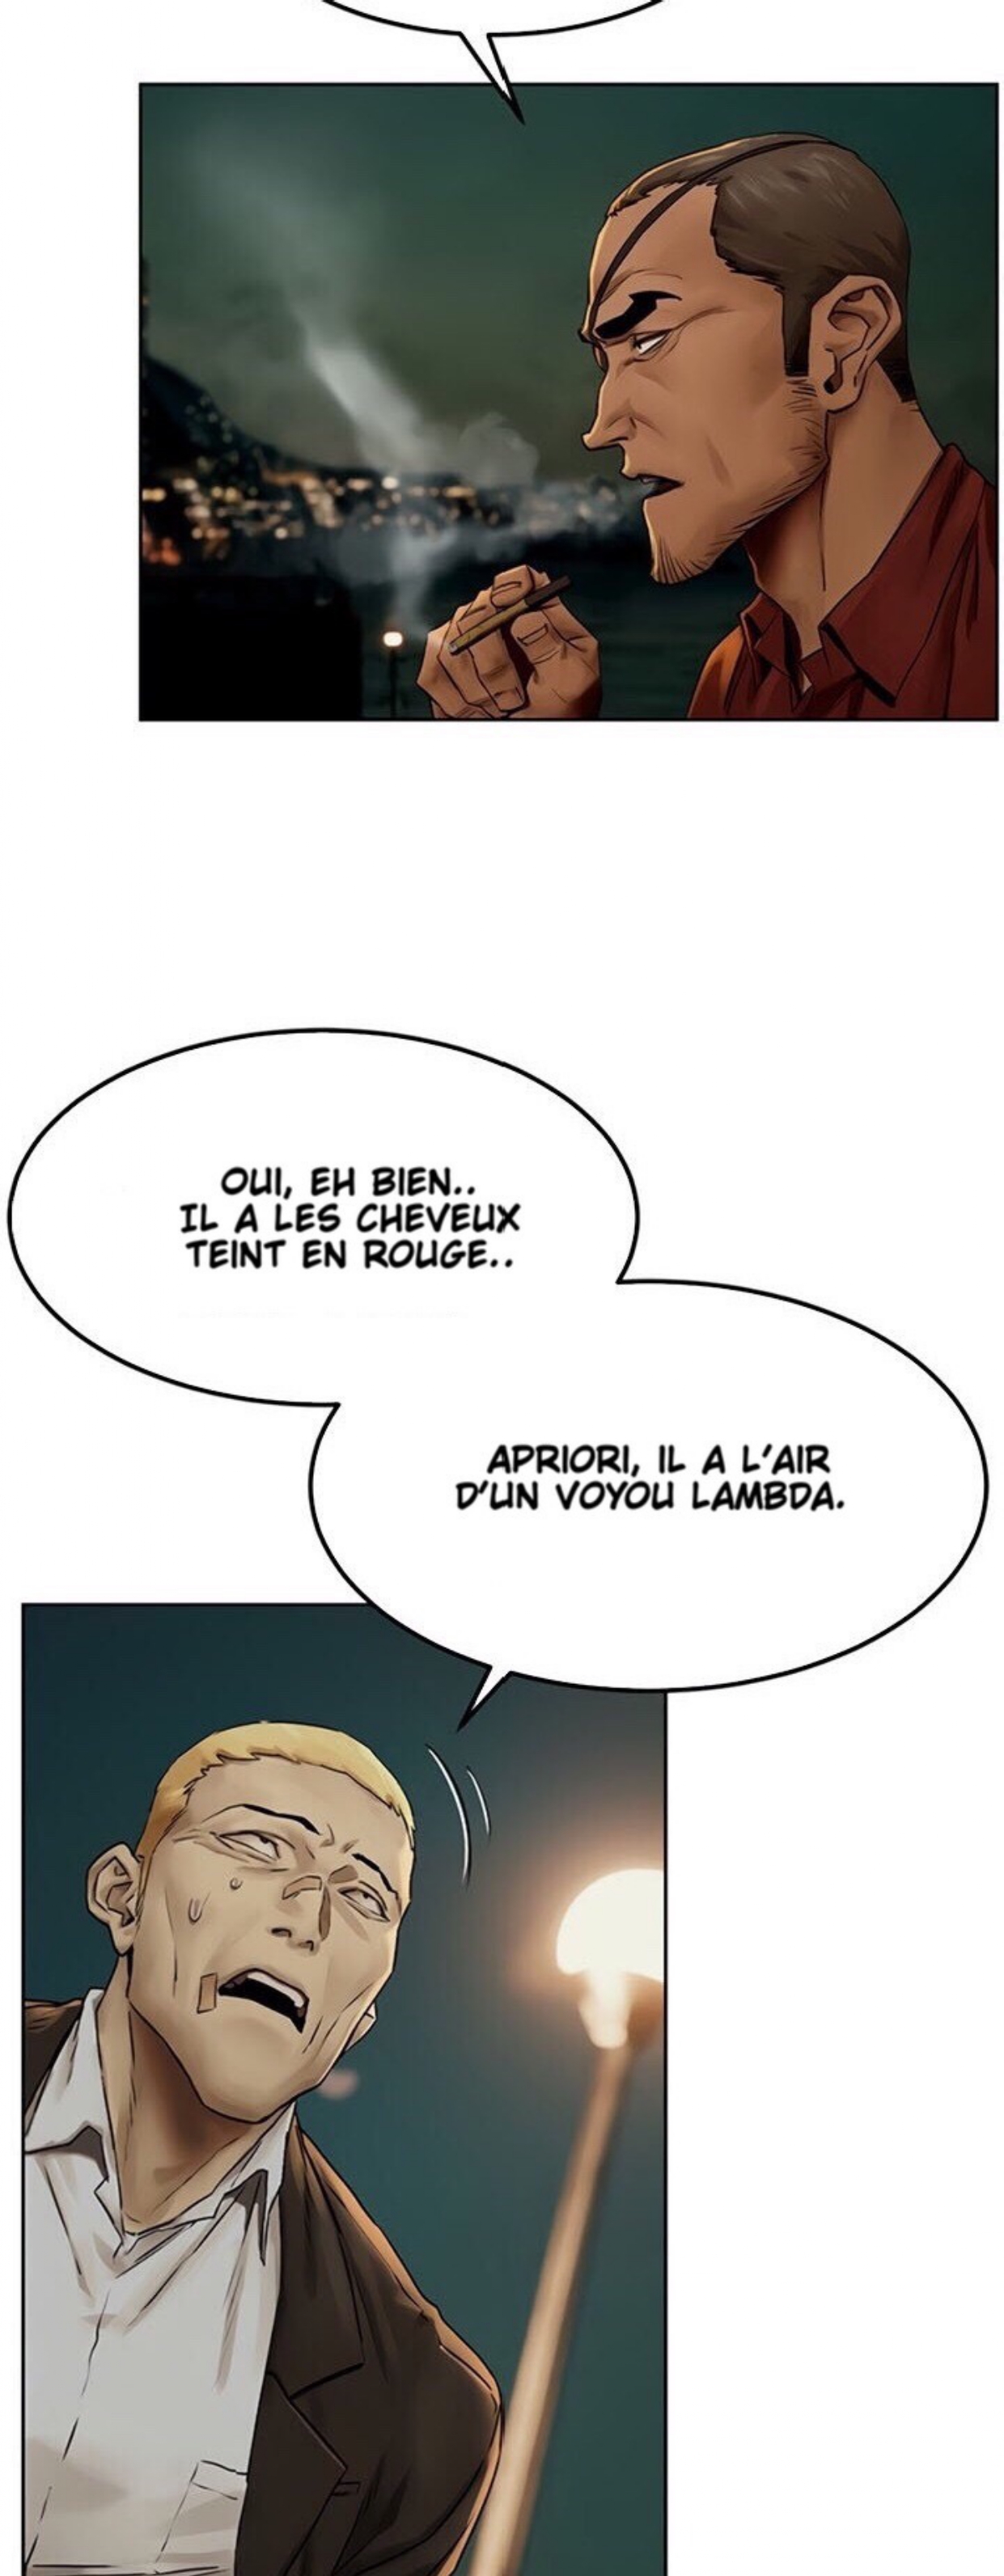 OUI, EH BIEN..
IL A LES CHEVEUX
TEINT EN ROUGE..
APRIORI, IL A L'AIR
D'UN VOYOU LAMBDA.